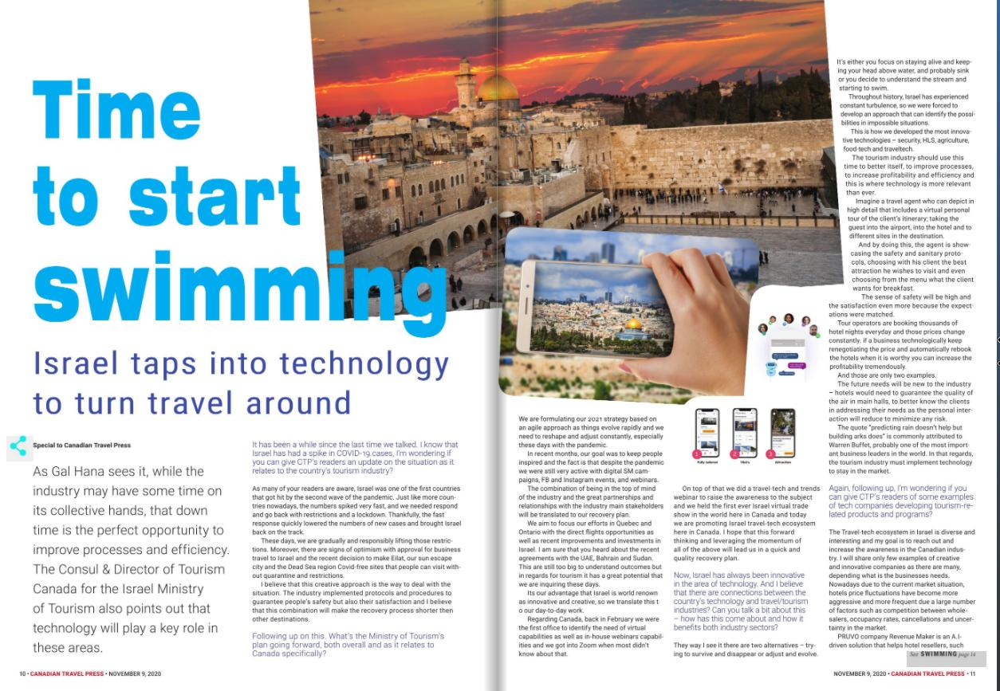 Time
to start
swimming
Israel taps into technology
to turn travel around
Special to Canadian Travel Press
As Gal Hana sees it, while the
industry may have some time on
its collective hands, that down
time is the perfect opportunity to
improve processes and efficiency.
The Consul & Director of Tourism
Canada for the Israel Ministry
of Tourism also points out that
technology will play a key role in
these areas.
It has been a while since the last time we talked. I know that
Israel has had a spike in COVID-19 cases, I'm wondering if
you can give CTP's readers an update on the situation as it
relates to the country's tourism industry?
As many of your readers are aware, Israel was one of the first countries
that got hit by the second wave of the pandemic. Just like more coun-
tries nowadays, the numbers spiked very fast, and we needed respond
and go back with restrictions and a lockdown. Thankfully, the fast
response quickly lowered the numbers of new cases and brought Israel
back on the track.
These days, we are gradually and responsibly lifting those restric-
tions. Moreover, there are signs of optimism with approval for business
travel to Israel and the recent decision to make Eilat, our sun escape
city and the Dead Sea region Covid-free sites that people can visit with-
out quarantine and restrictions.
I believe that this creative approach is the way to deal with the
situation. The industry implemented protocols and procedures to
guarantee people's safety but also their satisfaction and I believe
that this combination will make the recovery process shorter then
other destinations.
Following up on this. What's the Ministry of Tourism's
plan going forward, both overall and as it relates to
Canada specifically?
We are formulating our 2021 strategy based on
an agile approach as things evolve rapidly and we
need to reshape and adjust constantly, especially
these days with the pandemic.
In recent months, our goal was to keep people
inspired and the fact is that despite the pandemic
we were still very active with digital SM cam-
paigns, FB and Instagram events, and webinars.
The combination of being in the top of mind
of the industry and the great partnerships and
relationships with the industry main stakeholders
will be translated to our recovery plan.
We aim to focus our efforts in Quebec and
Ontario with the direct flights opportunities as
well as recent improvements and investments in
Israel. I am sure that you heard about the recent
agreements with the UAE, Bahrain and Sudan.
This are still too big to understand outcomes but
in regards for tourism it has a great potential that
we are inquiring these days.
Its our advantage that Israel is world renown
as innovative and creative, so we translate this t
o our day-to-day work.
Regarding Canada, back in February we were
the first office to identify the need of virtual
capabilities as well as in-house webinars capabil-
ities and we got into Zoom when most didn't
know about that.
1
2
3
Fully tailored
Tikits
Attraction
On top of that we did a travel-tech and trends
webinar to raise the awareness to the subject
and we held the first ever Israel virtual trade
show in the world here in Canada and today
we are promoting Israel travel-tech ecosystem
here in Canada. I hope that this forward
thinking and leveraging the momentum of
all of the above will lead us in a quick and
quality recovery plan.
Now, Israel has always been innovative
in the area of technology. And I believe
that there are connections between the
country's technology and travel/tourism
industries? Can you talk a bit about this
– how has this come about and how it
benefits both industry sectors?
They way I see it there are two alternatives – try-
ing to survive and disappear or adjust and evolve.
It's either you focus on staying alive and keep-
ing your head above water, and probably sink
or you decide to understand the stream and
starting to swim.
Throughout history, Israel has experienced
constant turbulence, so we were forced to
develop an approach that can identify the possi-
bilities in impossible situations.
This is how we developed the most innova-
tive technologies – security, HLS, agriculture,
food-tech and traveltech.
The tourism industry should use this
time to better itself, to improve processes,
to increase profitability and efficiency and
this is where technology is more relevant
than ever.
Imagine a travel agent who can depict in
high detail that includes a virtual personal
tour of the client's itinerary; taking the
guest into the airport, into the hotel and to
different sites in the destination.
And by doing this, the agent is show-
casing the safety and sanitary proto-
cols, choosing with his client the best
attraction he wishes to visit and even
choosing from the menu what the client
wants for breakfast.
The sense of safety will be high and
the satisfaction even more because the expect-
ations were matched.
Tour operators are booking thousands of
hotel nights everyday and those prices change
constantly. if a business technologically keep
renegotiating the price and automatically rebook
the hotels when it is worthy you can increase the
profitability tremendously.
And those are only two examples.
The future needs will be new to the industry
– hotels would need to guarantee the quality of
the air in main halls, to better know the clients
in addressing their needs as the personal inter-
action will reduce to minimize any risk.
The quote "predicting rain doesn't help but
building arks does" is commonly attributed to
Warren Buffet, probably one of the most import-
ant business leaders in the world. In that regards,
the tourism industry must implement technology
to stay in the market.
Again, following up, I'm wondering if you
can give CTP's readers of some examples
of tech companies developing tourism-re-
lated products and programs?
The Travel-tech ecosystem in Israel is diverse and
interesting and my goal is to reach out and
increase the awareness in the Canadian indus-
try. I will share only few examples of creative
and innovative companies as there are many,
depending what is the businesses needs.
Nowadays due to the current market situation,
hotels price fluctuations have become more
aggressive and more frequent due a large number
of factors such as competition between whole-
salers, occupancy rates, cancellations and uncer-
tainty in the market.
PRUVO company Revenue Maker is an A.I-
driven solution that helps hotel resellers, such
See SWIMMING page 14
10 • CANADIAN TRAVEL PRESS • NOVEMBER 9, 2020
NOVEMBER 9, 2020 • CANADIAN TRAVEL PRESS • 11